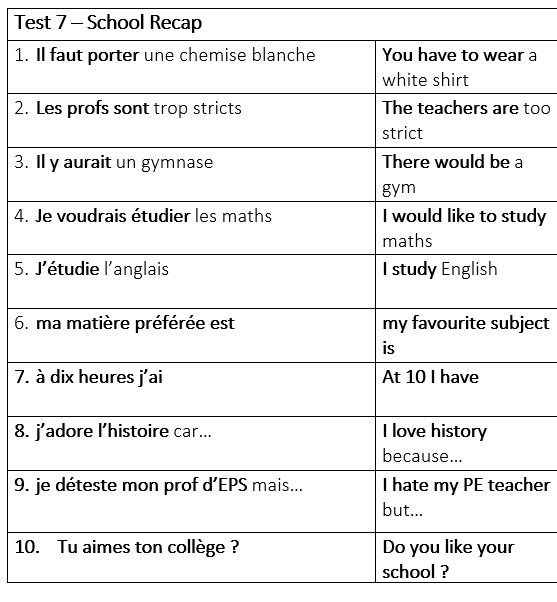 Test 7 – School Recap
1. Il faut porter une chemise blanche
You have to wear a
white shirt
2. Les profs sont trop stricts
The teachers are too
strict
3. Il y aurait un gymnase
There would be a
gym
4. Je voudrais étudier les maths
I would like to study
maths
5. J’étudie l’anglais
I study English
6. ma matière préférée est
my favourite subject
is
7. à dix heures j’ai
At 10 I have
8. j’adore l’histoire car…
I love history
because…
9. je déteste mon prof d’EPS mais…
I hate my PE teacher
but…
10. Tu aimes ton collège ?
Do you like your
school ?